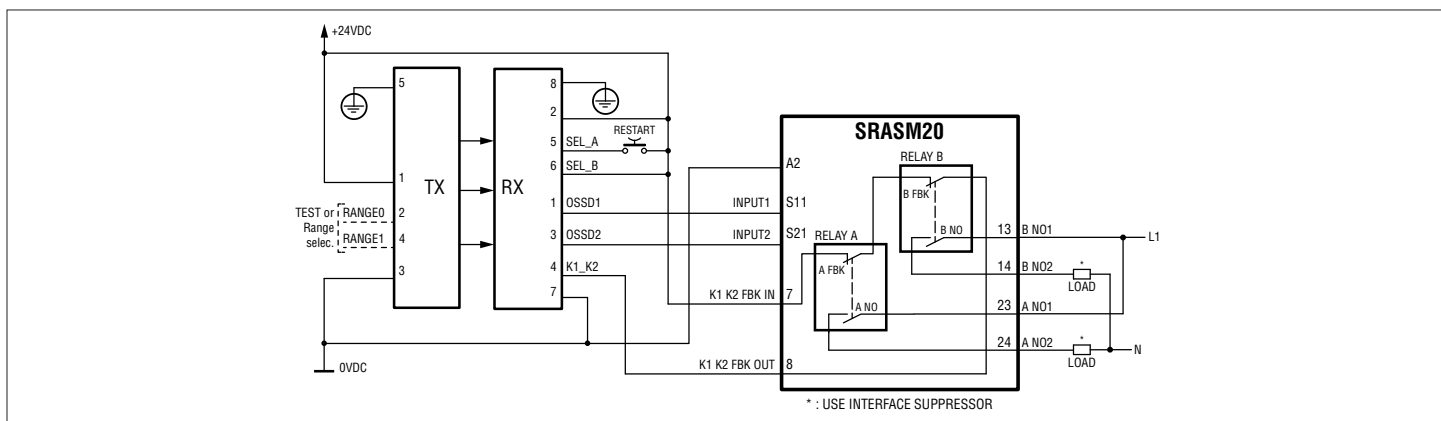 +24VDC
5
8
2
SRASM20
RESTART
5 SEL_A
RELAY B
6 SEL_B
A2
1
TX
RX
B FBK
TEST or
Range
selec.
2 RANGE0
4 RANGE1
1 OSSD1
INPUT1 S11
3 OSSD2
INPUT2 S21
RELAY A
B NO
13 B NO1
L1
3
4 K1_K2
A FBK
14 B NO2
*
LOAD
7
K1 K2 FBK IN 7
A NO
23 A NO1
24 A NO2
*
LOAD
N
0VDC
K1 K2 FBK OUT 8
* : USE INTERFACE SUPPRESSOR